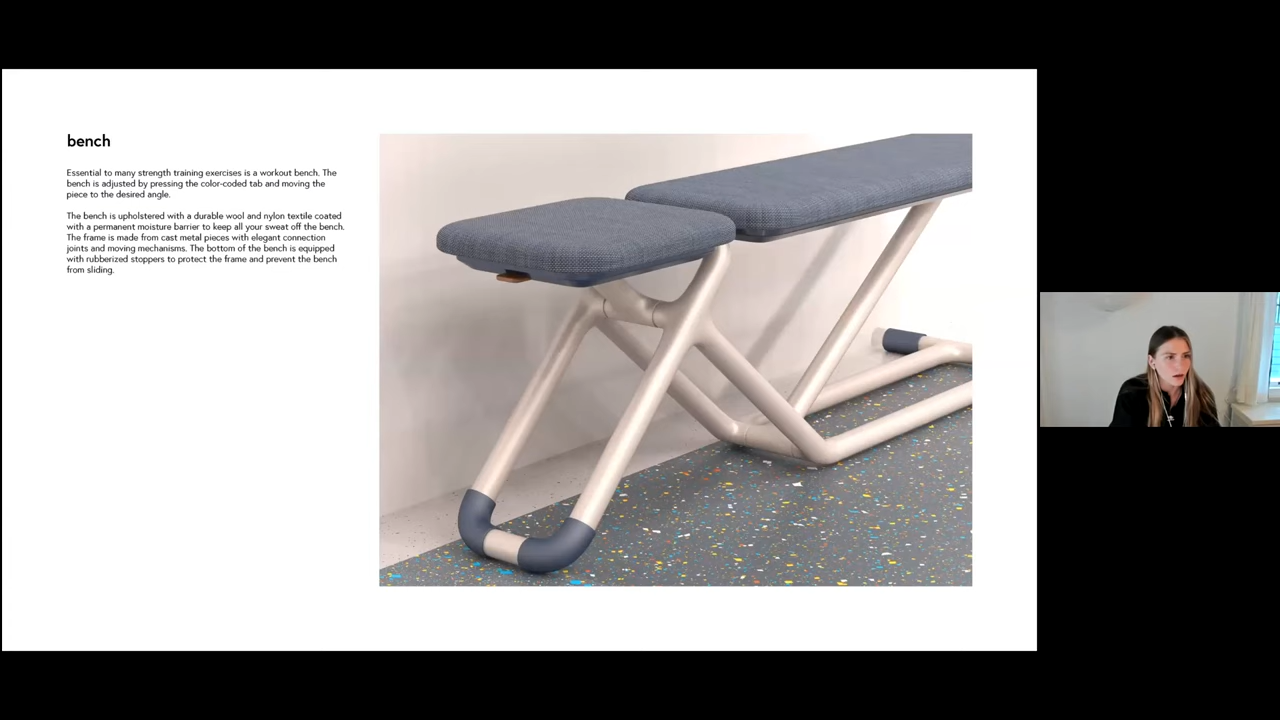 bench
Essential to many strength training exercises is a workout bench. The
bench is adjusted by pressing the color-coded tab and moving the
piece to the desired angle.
The bench is upholstered with a durable wool and nylon textile coated
with a permanent moisture barrier to keep all your sweat off the bench.
The frame is made from cast metal pieces with elegant connection
joints and moving mechanisms. The bottom of the bench is equipped
with rubberized stoppers to protect the frame and prevent the bench
from sliding.